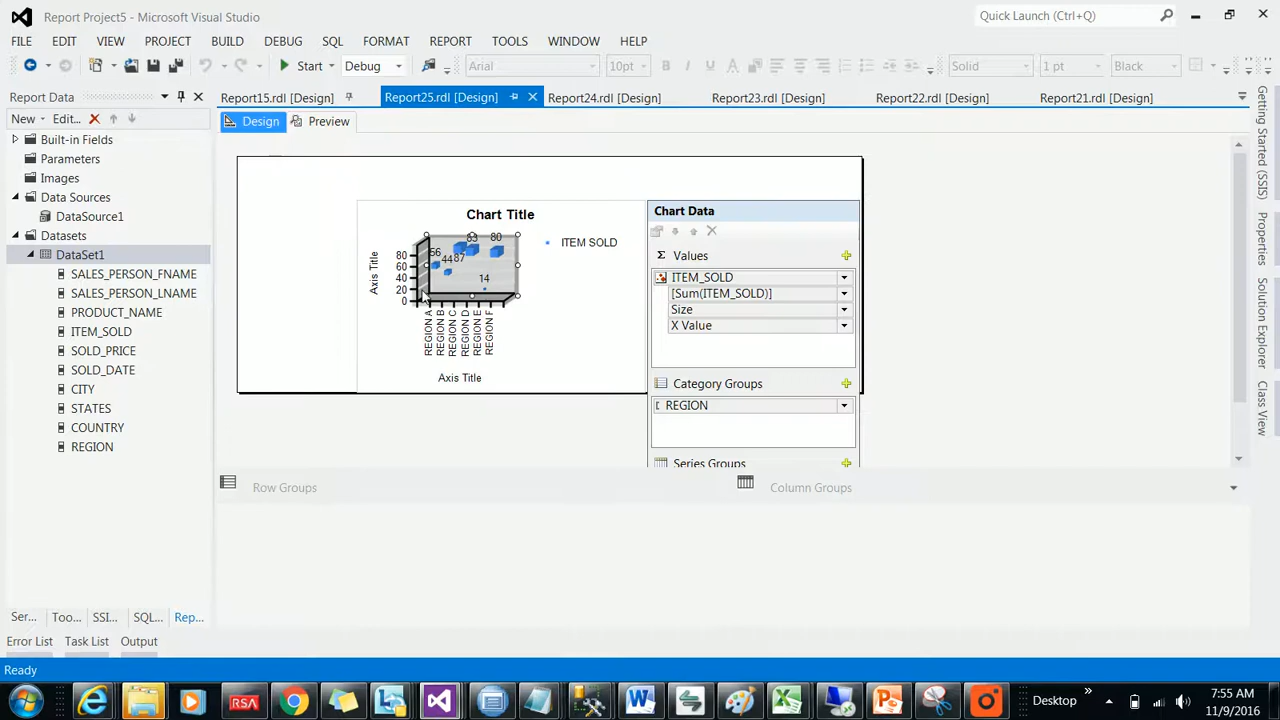 Report Project5 - Microsoft Visual Studio
Quick Launch (Ctrl+Q)
FILE EDIT VIEW PROJECT BUILD DEBUG SQL FORMAT REPORT TOOLS WINDOW HELP
Start Debug Arial 10pt B I U A Solid 1 pt Black
Report Data
Report15.rdl [Design] Report25.rdl [Design] Report24.rdl [Design] Report23.rdl [Design] Report22.rdl [Design] Report21.rdl [Design]
New Edit...
Design Preview
Built-in Fields
Parameters
Images
Data Sources
DataSource1
Datasets
DataSet1
SALES_PERSON_FNAME
SALES_PERSON_LNAME
PRODUCT_NAME
ITEM_SOLD
SOLD_PRICE
SOLD_DATE
CITY
STATES
COUNTRY
REGION
Chart Title
ITEM SOLD
Axis Title
80
60
40
20
0
56 44 87 83 14 80
REGION A
REGION B
REGION C
REGION D
REGION E
REGION F
Axis Title
Chart Data
Σ Values
ITEM_SOLD
[Sum(ITEM_SOLD)]
Size
X Value
Category Groups
REGION
Series Groups
Row Groups
Column Groups
Getting Started (SSIS)
Properties
Solution Explorer
Class View
Ser... Too... SSI... SQL... Rep...
Error List Task List Output
Ready
RSA
Desktop
7:55 AM
11/9/2016